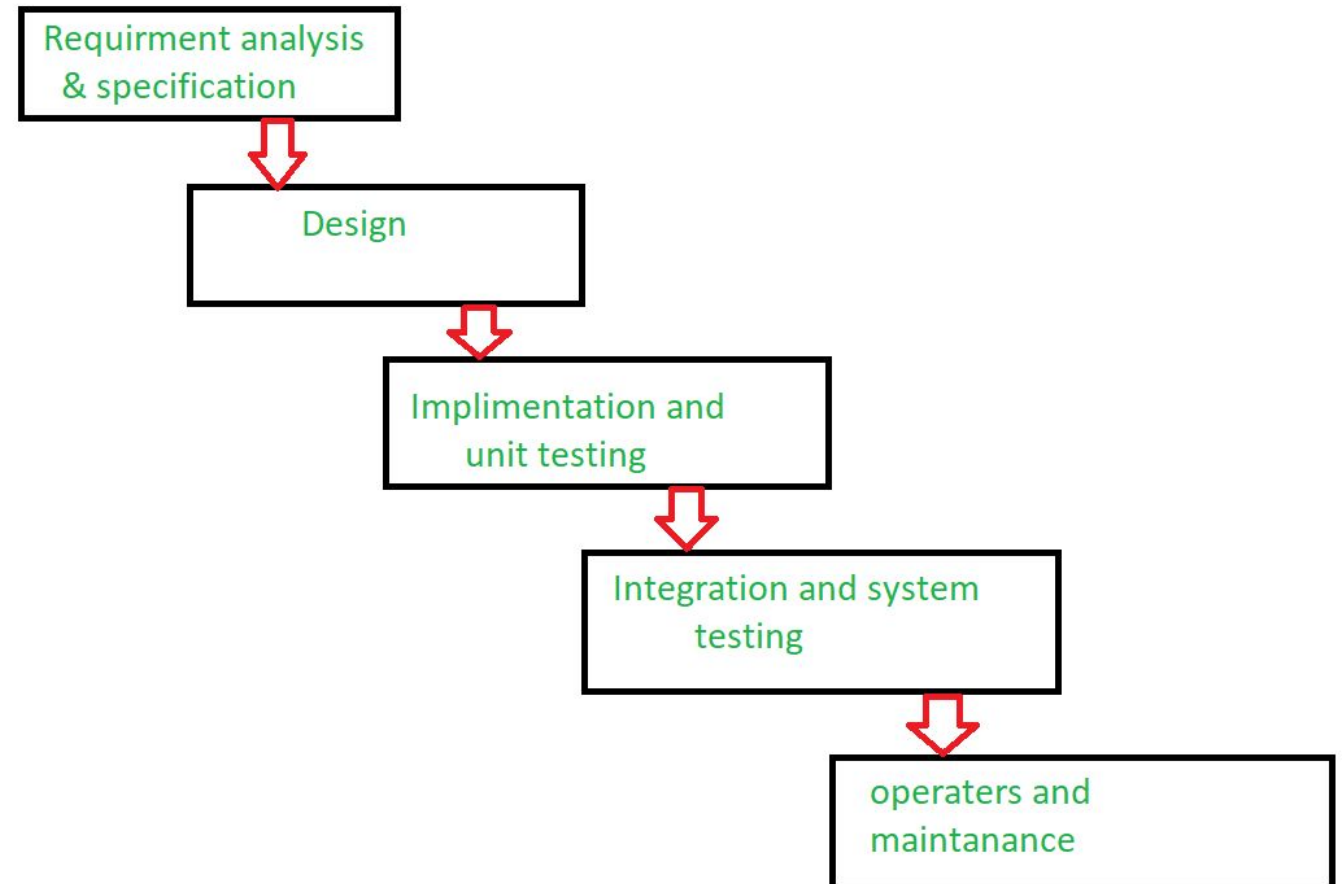 Requirment analysis
& specification
Design
Implimentation and
unit testing
Integration and system
testing
operaters and
maintanance